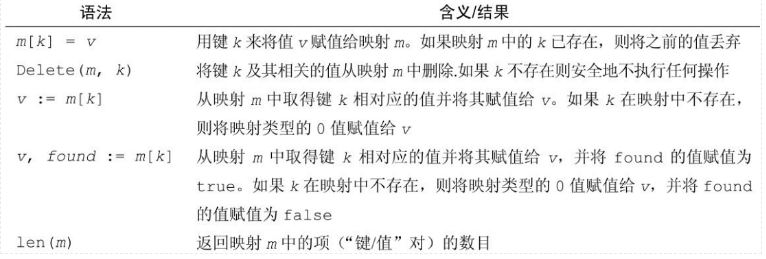 语法 含义/结果
m[k] = v 用键 k 来将值 v 赋值给映射 m。如果映射 m 中的 k 已存在，则将之前的值丢弃
Delete(m, k) 将键 k 及其相关的值从映射 m 中删除.如果 k 不存在则安全地不执行任何操作
v := m[k] 从映射 m 中取得键 k 相对应的值并将其赋值给 v。如果 k 在映射中不存在，
则将映射类型的 0 值赋值给 v
v, found := m[k] 从映射 m 中取得键 k 相对应的值并将其赋值给 v，并将 found 的值赋值为
true。如果 k 在映射中不存在，则将映射类型的 0 值赋值给 v，并将 found
的值赋值为 false
len(m) 返回映射 m 中的项（“键/值”对）的数目